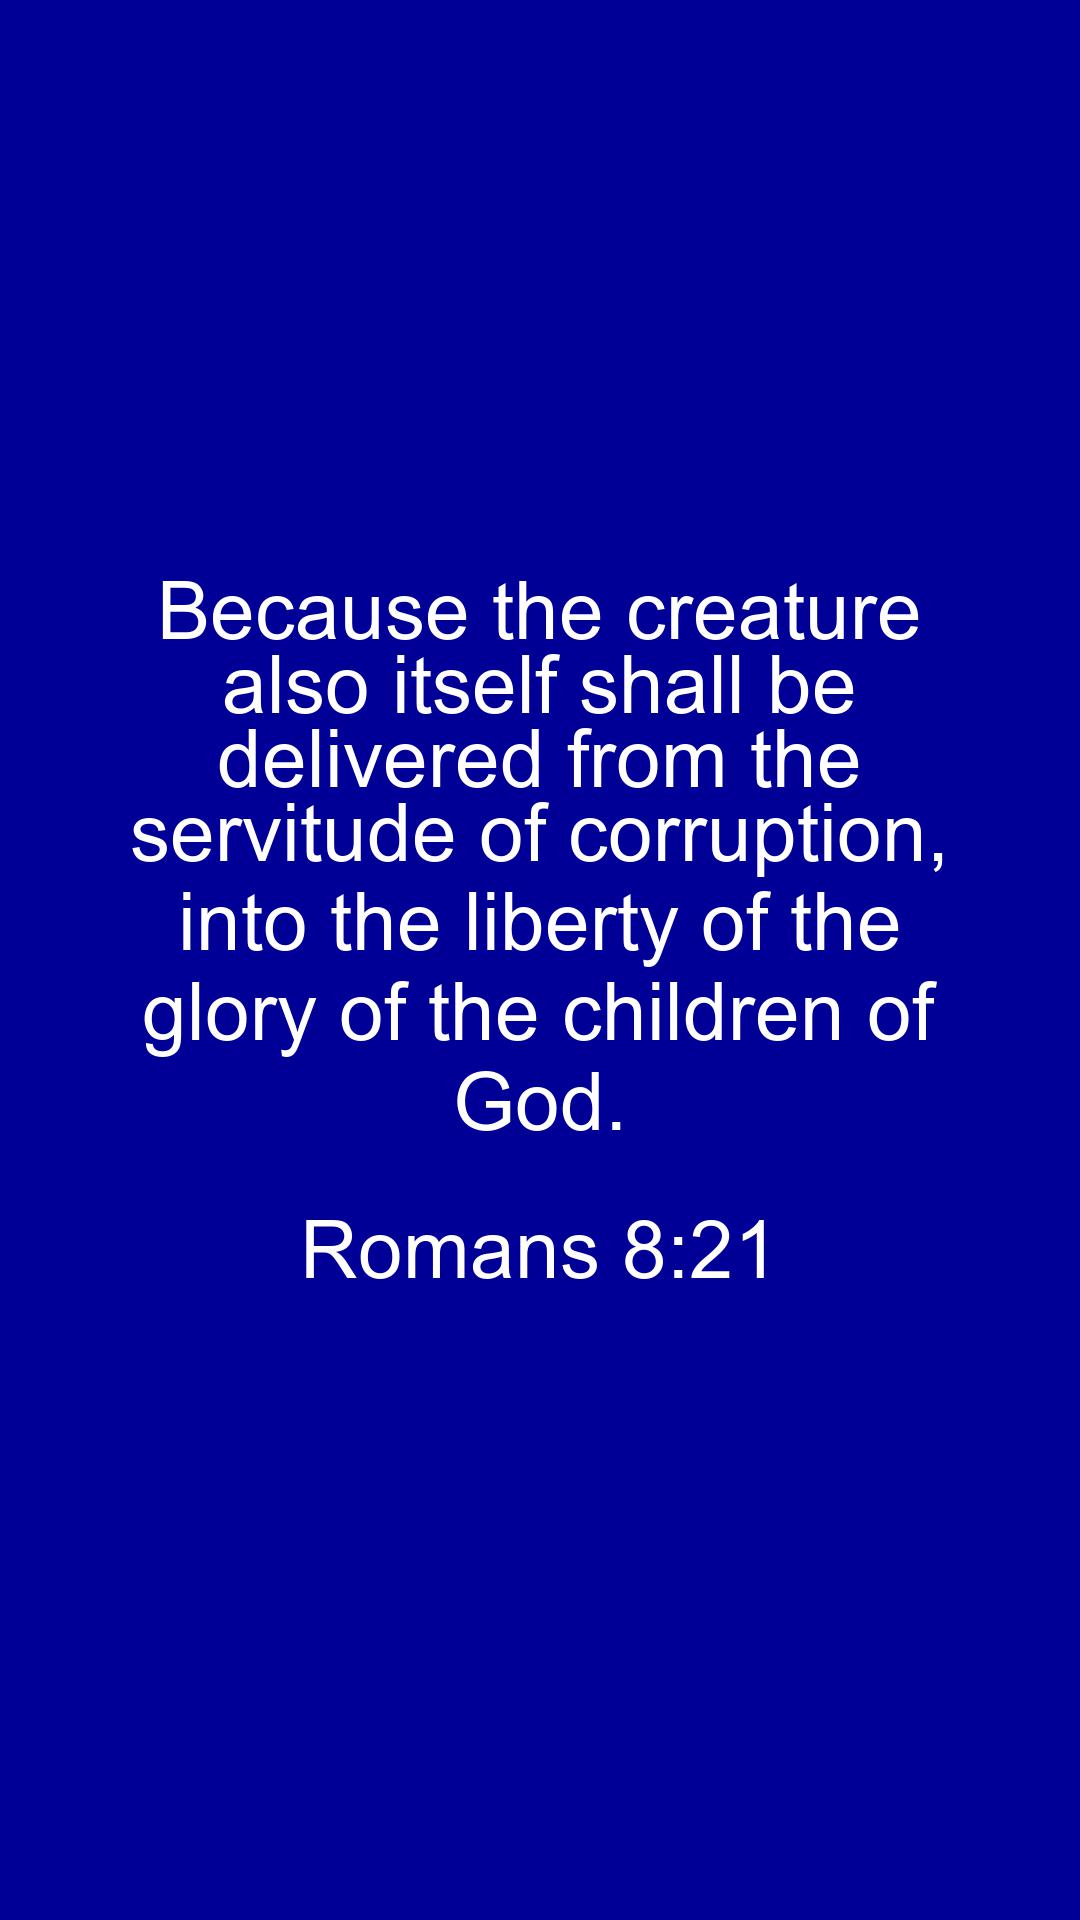 Because the creature
also itself shall be
delivered from the
servitude of corruption,
into the liberty of the
glory of the children of
God.
Romans 8:21